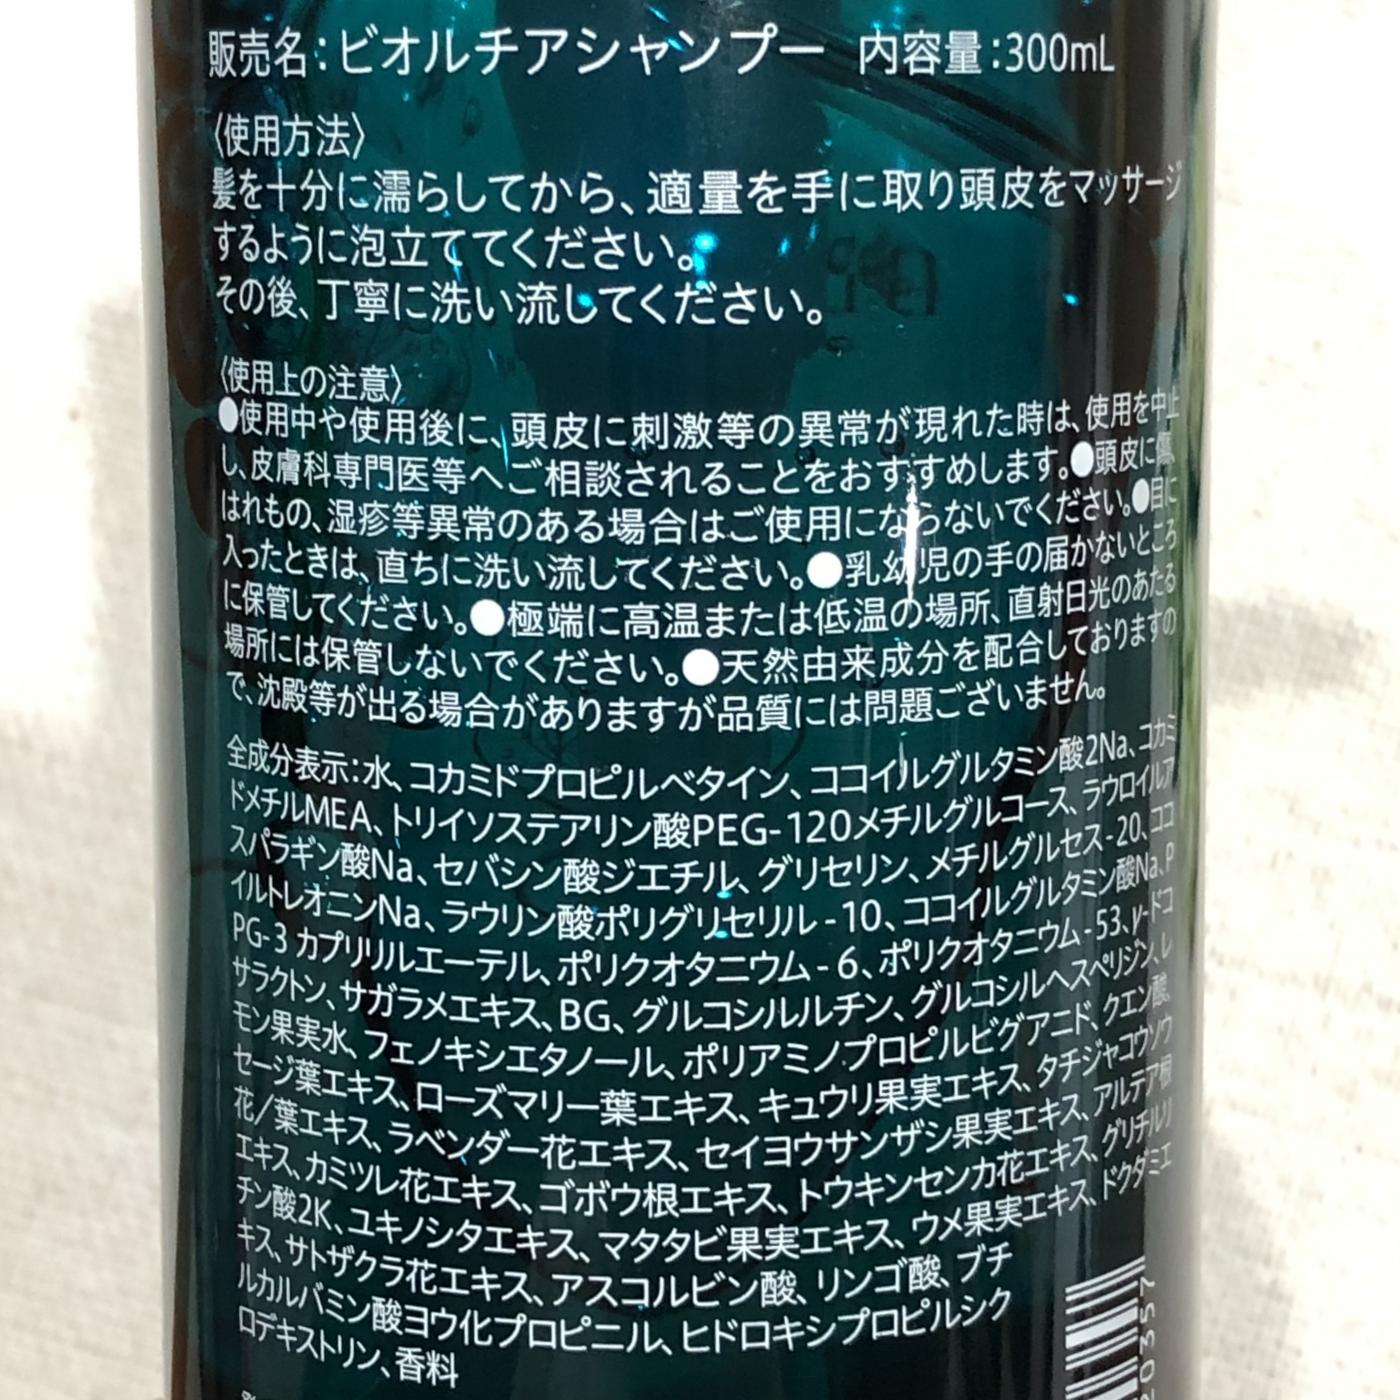 販売名：ビオルチアシャンプー 内容量：300mL
〈使用方法〉
髪を十分に濡らしてから、適量を手に取り頭皮をマッサージ
するように泡立ててください。
その後、丁寧に洗い流してください。
〈使用上の注意〉
●使用中や使用後に、頭皮に刺激等の異常が現れた時は、使用を中止
し、皮膚科専門医等へご相談されることをおすすめします。●頭皮に傷、
はれもの、湿疹等異常のある場合はご使用にならないでください。●目に
入ったときは、直ちに洗い流してください。●乳幼児の手の届かないところ
に保管してください。●極端に高温または低温の場所、直射日光のあたる
場所には保管しないでください。●天然由来成分を配合しておりますの
で、沈殿等が出る場合がありますが品質には問題ございません。
全成分表示：水、コカミドプロピルベタイン、ココイルグルタミン酸2Na、コカミ
ドメチルMEA、トリイソステアリン酸PEG-120メチルグルコース、ラウロイルア
スパラギン酸Na、セバシン酸ジエチル、グリセリン、メチルグルセス-20、ココ
イルトレオニンNa、ラウリン酸ポリグリセリル-10、ココイルグルタミン酸Na、P
PG-3 カプリリルエーテル、ポリクオタニウム-6、ポリクオタニウム-53、γ-ドコ
サラクトン、サガラメエキス、BG、グルコシルルチン、グルコシルヘスペリジン、レ
モン果実水、フェノキシエタノール、ポリアミノプロピルビグアニド、クエン酸、
セージ葉エキス、ローズマリー葉エキス、キュウリ果実エキス、タチジャコウソウ
花／葉エキス、ラベンダー花エキス、セイヨウサンザシ果実エキス、アルテア根
エキス、カミツレ花エキス、ゴボウ根エキス、トウキンセンカ花エキス、グリチルリ
チン酸2K、ユキノシタエキス、マタタビ果実エキス、ウメ果実エキス、ドクダミエ
キス、サトザクラ花エキス、アスコルビン酸、リンゴ酸、ブチ
ルカルバミン酸ヨウ化プロピニル、ヒドロキシプロピルシク
ロデキストリン、香料